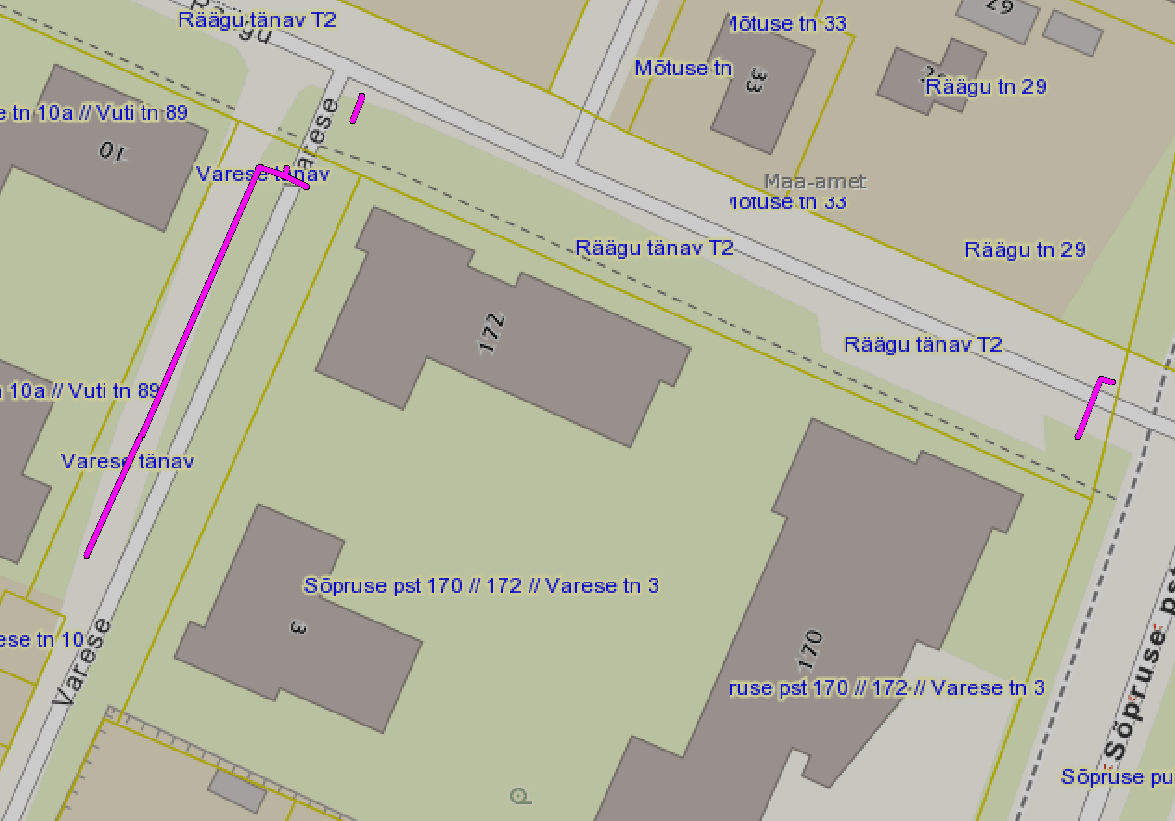 Räägu tänav T2
Räägu
Mõtuse tn 33
29
Mõtuse tn
33
Räägu tn 29
e tn 10a // Vuti tn 89
10
Varese
Varese tänav
Maa-amet
Mõtuse tn 33
Räägu tänav T2
Räägu tn 29
172
Räägu tänav T2
n 10a // Vuti tn 89
Varese tänav
Sõpruse pst 170 // 172 // Varese tn 3
3
ese tn 10
Varese
170
ruse pst 170 // 172 // Varese tn 3
Sõpruse pst
Sõpruse pu